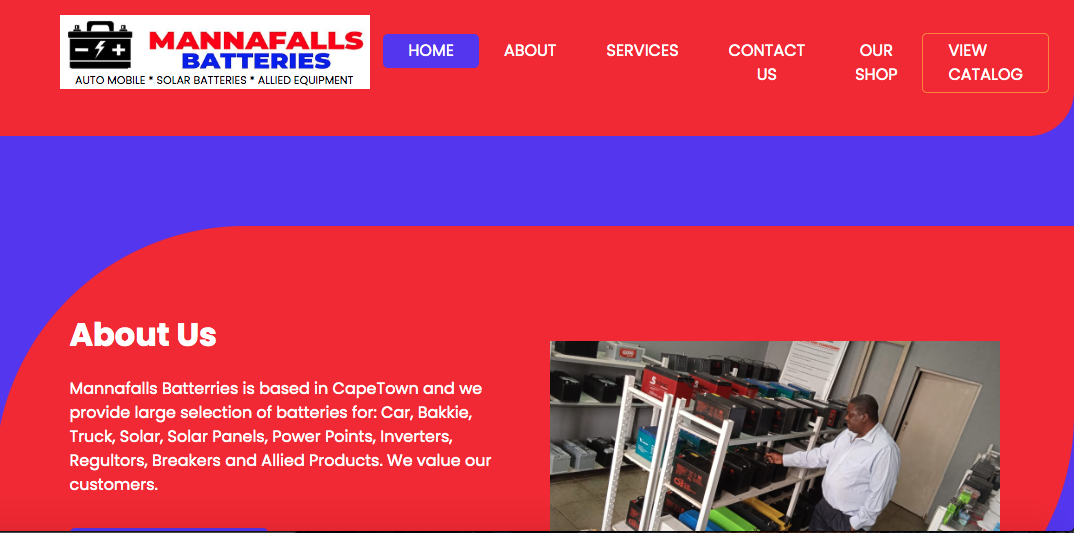 MANNAFALLS
BATTERIES
AUTO MOBILE * SOLAR BATTERIES * ALLIED EQUIPMENT
HOME
ABOUT
SERVICES
CONTACT
US
OUR
SHOP
VIEW
CATALOG
About Us
Mannafalls Batterries is based in CapeTown and we
provide large selection of batteries for: Car, Bakkie,
Truck, Solar, Solar Panels, Power Points, Inverters,
Regultors, Breakers and Allied Products. We value our
customers.